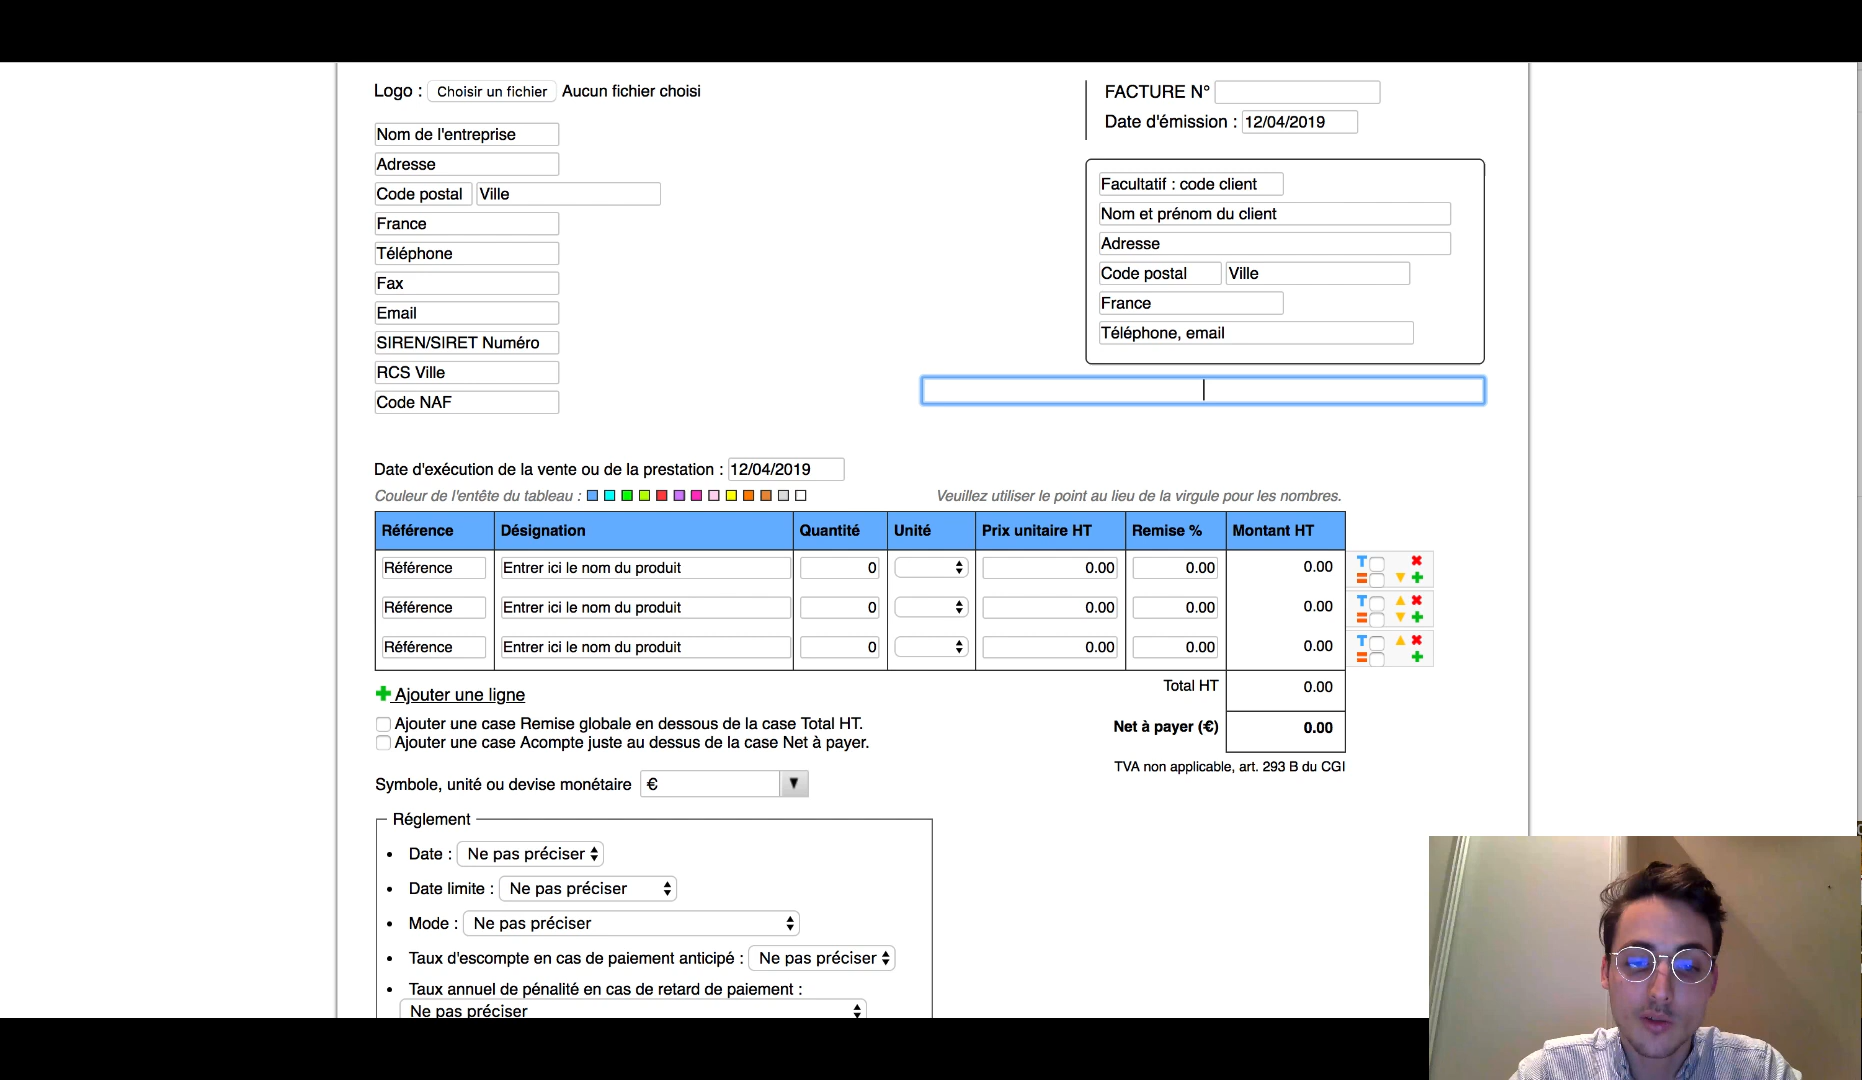 Logo : Choisir un fichier Aucun fichier choisi
FACTURE N°
Date d'émission : 12/04/2019
Nom de l'entreprise
Adresse
Code postal Ville
France
Téléphone
Fax
Email
SIREN/SIRET Numéro
RCS Ville
Code NAF
Facultatif : code client
Nom et prénom du client
Adresse
Code postal Ville
France
Téléphone, email
Date d'exécution de la vente ou de la prestation : 12/04/2019
Couleur de l'entête du tableau :
Veuillez utiliser le point au lieu de la virgule pour les nombres.
Référence Désignation Quantité Unité Prix unitaire HT Remise % Montant HT
Référence Entrer ici le nom du produit 0 0.00 0.00 0.00
Référence Entrer ici le nom du produit 0 0.00 0.00 0.00
Référence Entrer ici le nom du produit 0 0.00 0.00 0.00
Ajouter une ligne
Total HT 0.00
Ajouter une case Remise globale en dessous de la case Total HT.
Ajouter une case Acompte juste au dessus de la case Net à payer.
Net à payer (€) 0.00
TVA non applicable, art. 293 B du CGI
Symbole, unité ou devise monétaire €
Réglement
Date : Ne pas préciser
Date limite : Ne pas préciser
Mode : Ne pas préciser
Taux d'escompte en cas de paiement anticipé : Ne pas préciser
Taux annuel de pénalité en cas de retard de paiement :
Ne pas préciser